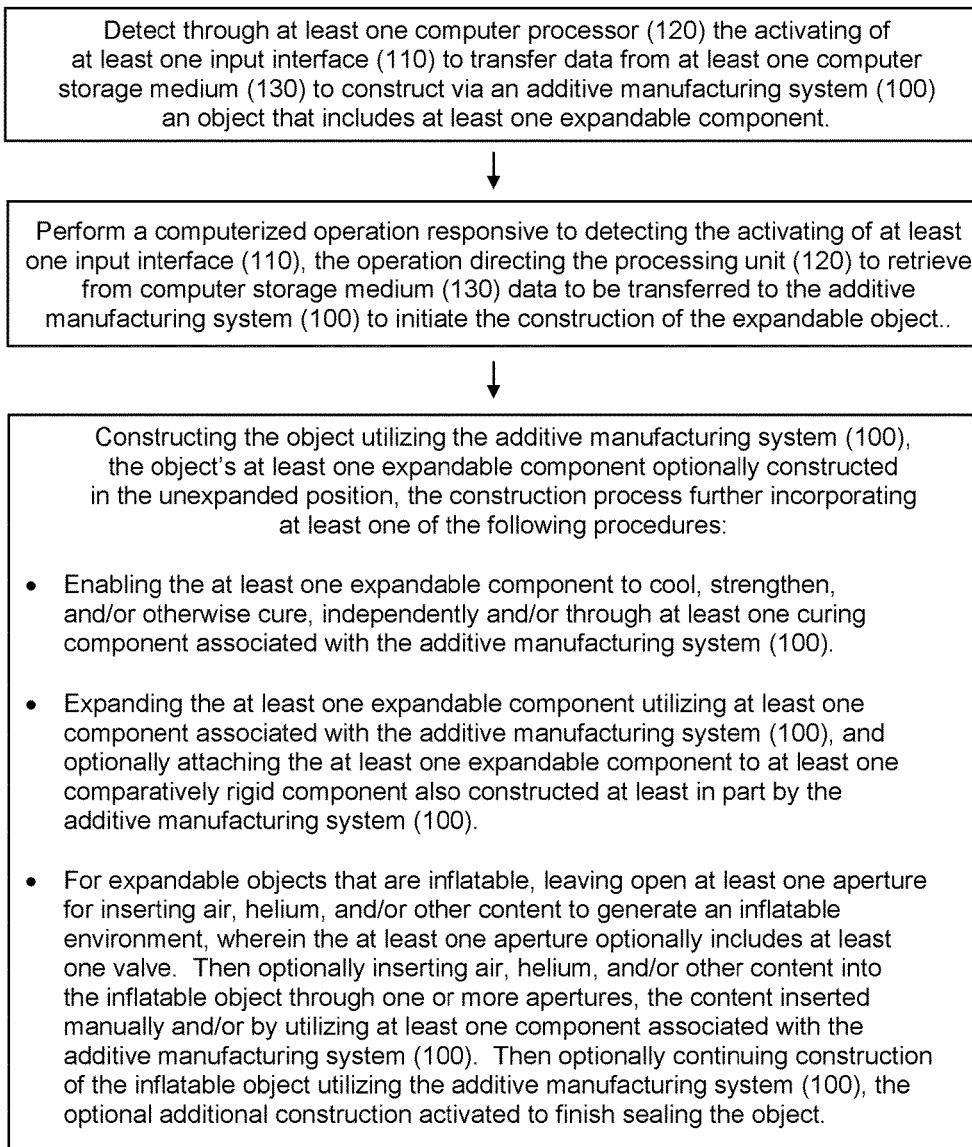 Detect through at least one computer processor (120) the activating of
at least one input interface (110) to transfer data from at least one computer
storage medium (130) to construct via an additive manufacturing system (100)
an object that includes at least one expandable component.
Perform a computerized operation responsive to detecting the activating of at least
one input interface (110), the operation directing the processing unit (120) to retrieve
from computer storage medium (130) data to be transferred to the additive
manufacturing system (100) to initiate the construction of the expandable object..
Constructing the object utilizing the additive manufacturing system (100),
the object's at least one expandable component optionally constructed
in the unexpanded position, the construction process further incorporating
at least one of the following procedures:
• Enabling the at least one expandable component to cool, strengthen,
and/or otherwise cure, independently and/or through at least one curing
component associated with the additive manufacturing system (100).
• Expanding the at least one expandable component utilizing at least one
component associated with the additive manufacturing system (100), and
optionally attaching the at least one expandable component to at least one
comparatively rigid component also constructed at least in part by the
additive manufacturing system (100).
• For expandable objects that are inflatable, leaving open at least one aperture
for inserting air, helium, and/or other content to generate an inflatable
environment, wherein the at least one aperture optionally includes at least
one valve.  Then optionally inserting air, helium, and/or other content into
the inflatable object through one or more apertures, the content inserted
manually and/or by utilizing at least one component associated with the
additive manufacturing system (100).  Then optionally continuing construction
of the inflatable object utilizing the additive manufacturing system (100), the
optional additional construction activated to finish sealing the object.